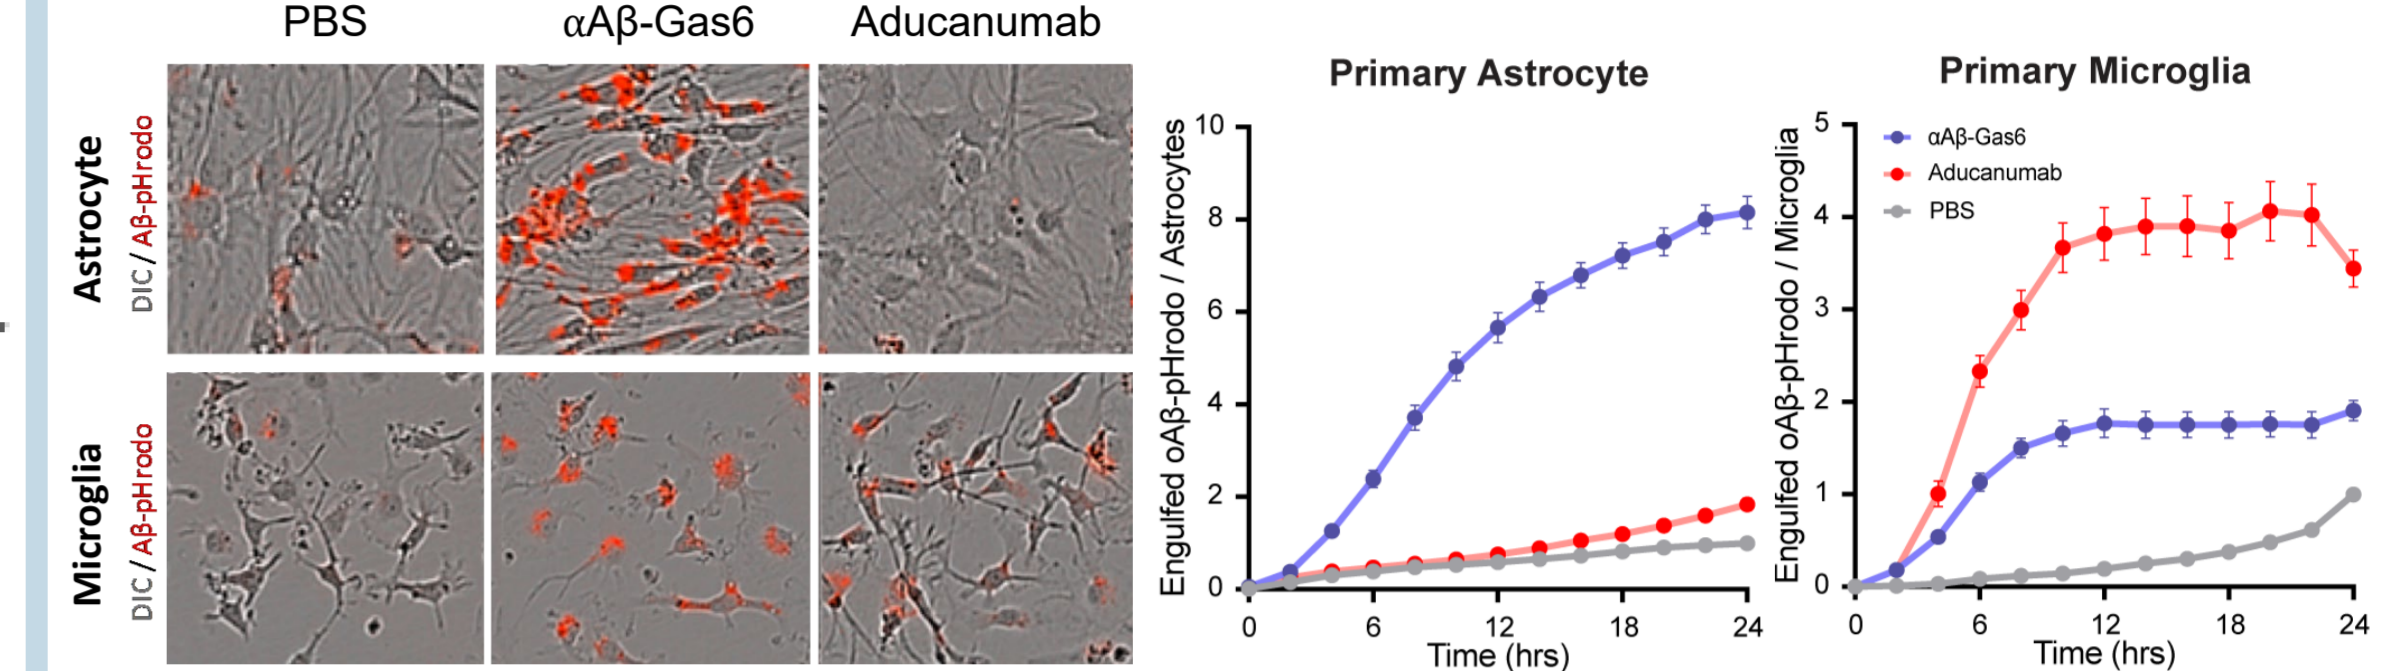 PBS
αAβ-Gas6
Aducanumab
Astrocyte
DIC / Aβ-pHrodo
Microglia
DIC / Aβ-pHrodo
Primary Astrocyte
Engulfed oAβ-pHrodo / Astrocytes
10
8
6
4
2
0
0 6 12 18 24
Time (hrs)
Primary Microglia
Engulfed oAβ-pHrodo / Microglia
αAβ-Gas6
Aducanumab
PBS
5
4
3
2
1
0
0 6 12 18 24
Time (hrs)